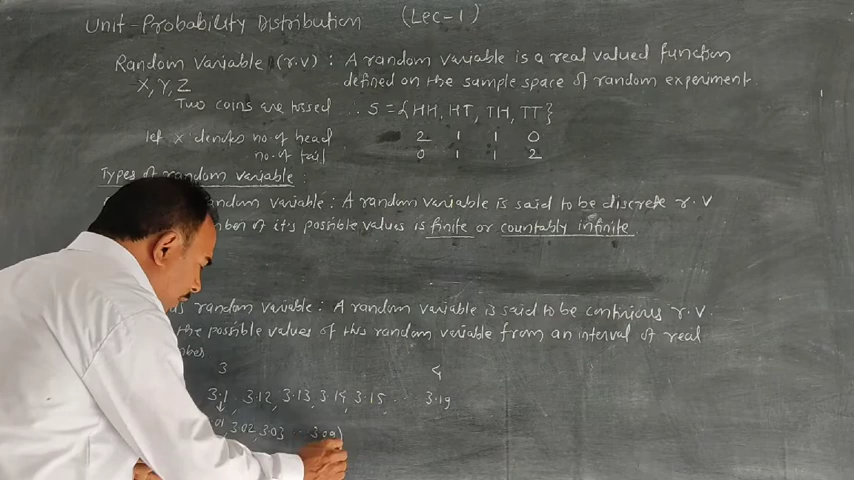 Unit-Probability Distribution (Lec-1)
Random Variable (r.v) : A random variable is a real valued function
X, Y, Z defined on the sample space of random experiment.
Two coins are tossed ... S = {HH, HT, TH, TT}
let x denotes no. of head 2 1 1 0
no. of tail 0 1 1 2
Types of random variable :
random variable : A random variable is said to be discrete r.v
of it's possible values is finite or countably infinite.
random variable : A random variable is said to be continuous r.v.
the possible values of this random variable from an interval of real
3 4
3.1, 3.12, 3.13, 3.14, 3.15, ... 3.19
3.02, 3.03 ... 3.09